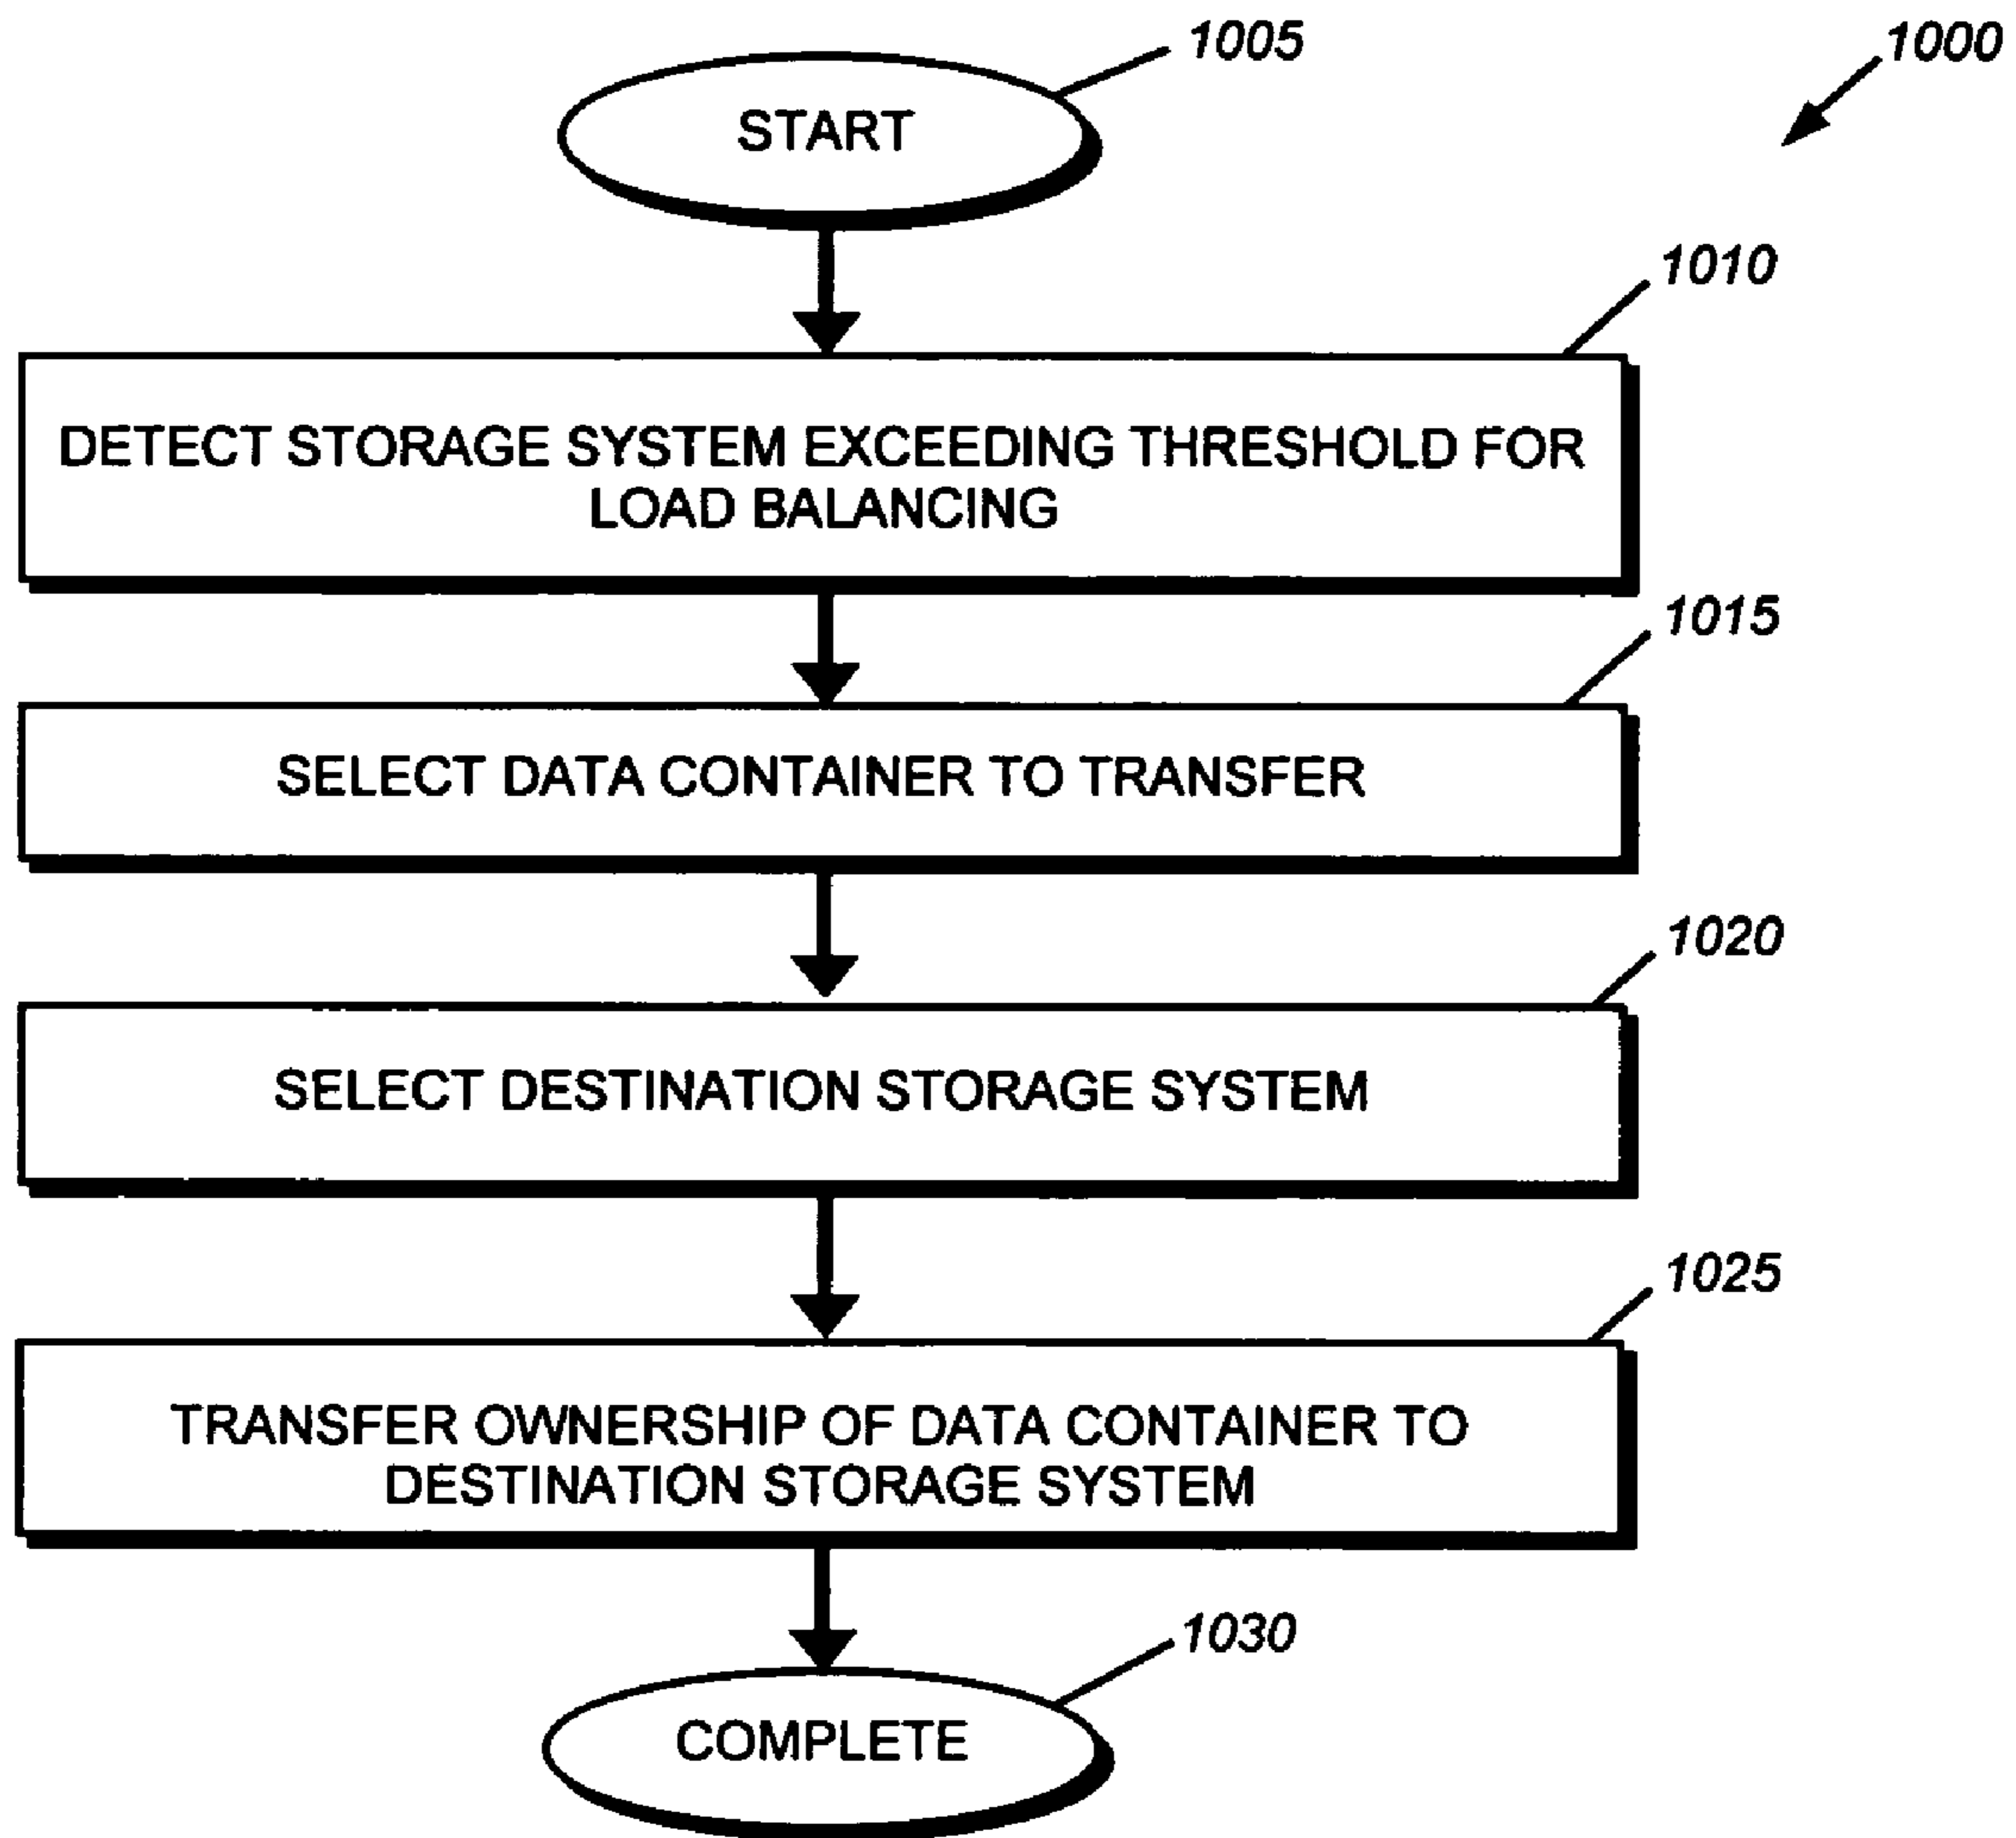 1005
1000
START
1010
DETECT STORAGE SYSTEM EXCEEDING THRESHOLD FOR
LOAD BALANCING
1015
SELECT DATA CONTAINER TO TRANSFER
1020
SELECT DESTINATION STORAGE SYSTEM
1025
TRANSFER OWNERSHIP OF DATA CONTAINER TO
DESTINATION STORAGE SYSTEM
1030
COMPLETE